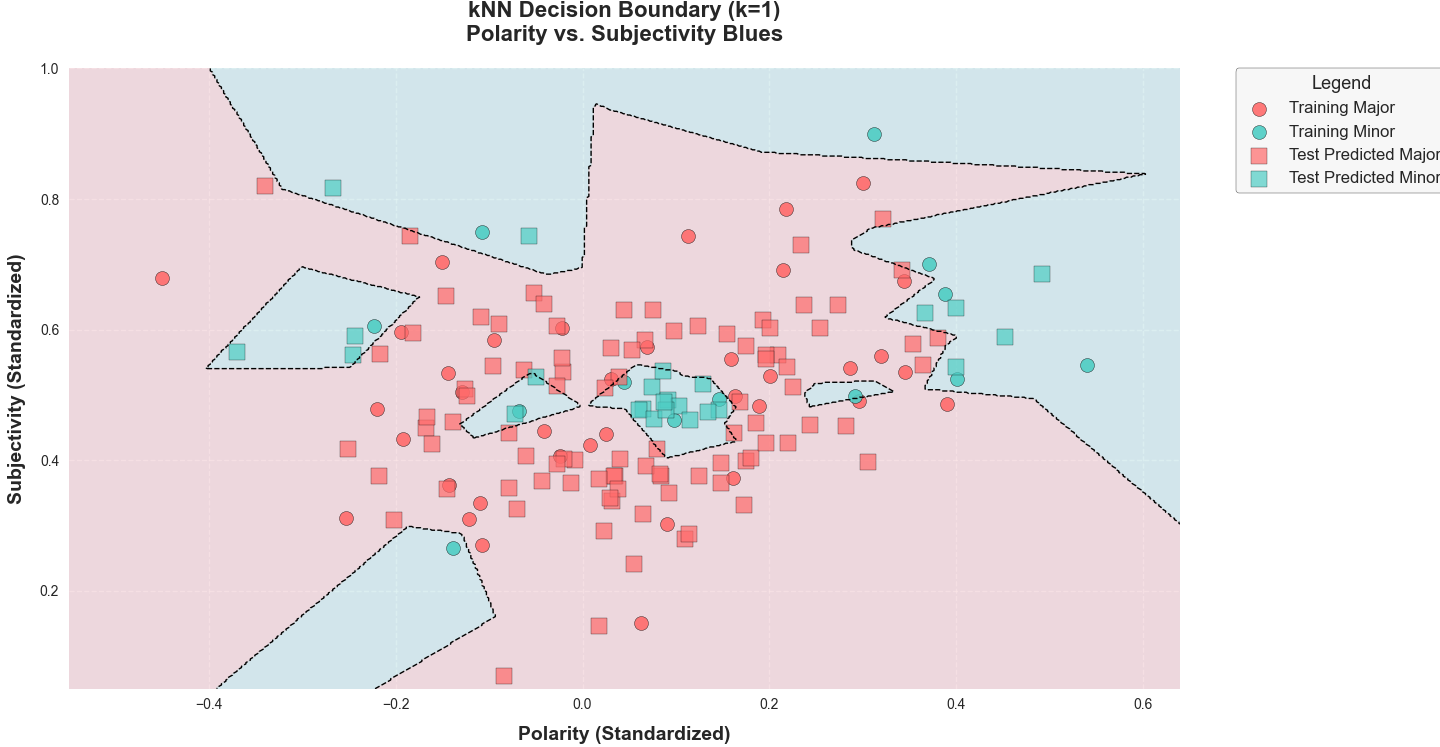 kNN Decision Boundary (k=1)
Polarity vs. Subjectivity Blues
Legend
Training Major
Training Minor
Test Predicted Major
Test Predicted Minor
1.0
0.8
0.6
0.4
0.2
Subjectivity (Standardized)
−0.4
−0.2
0.0
0.2
0.4
0.6
Polarity (Standardized)